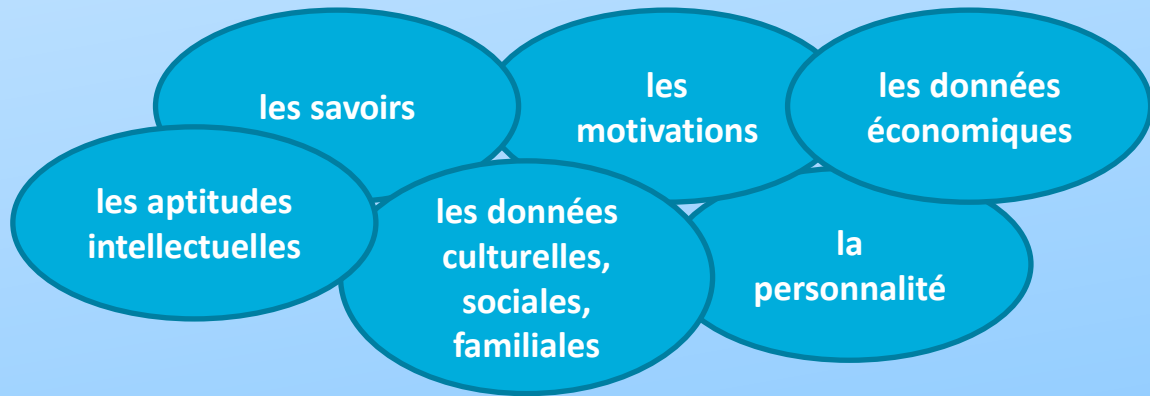 les savoirs
les
motivations
les données
économiques
les aptitudes
intellectuelles
les données
culturelles,
sociales,
familiales
la
personnalité